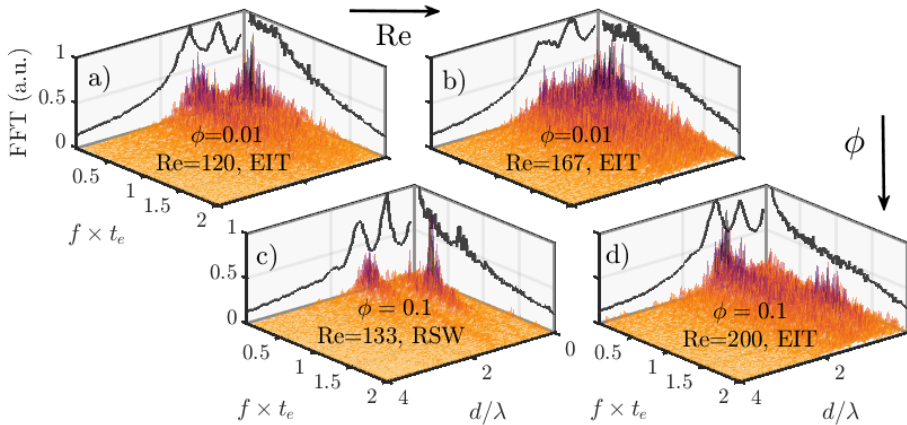 Re
FFT (a.u.)
1
0.5
0
a)
ϕ=0.01
Re=120, EIT
0.5
1
1.5
2
f × t_e
b)
ϕ=0.01
Re=167, EIT
ϕ
1
0.5
0
c)
ϕ = 0.1
Re=133, RSW
0.5
1
1.5
2
f × t_e
4
2
0
d/λ
d)
ϕ = 0.1
Re=200, EIT
0.5
1
1.5
2
f × t_e
4
2
d/λ